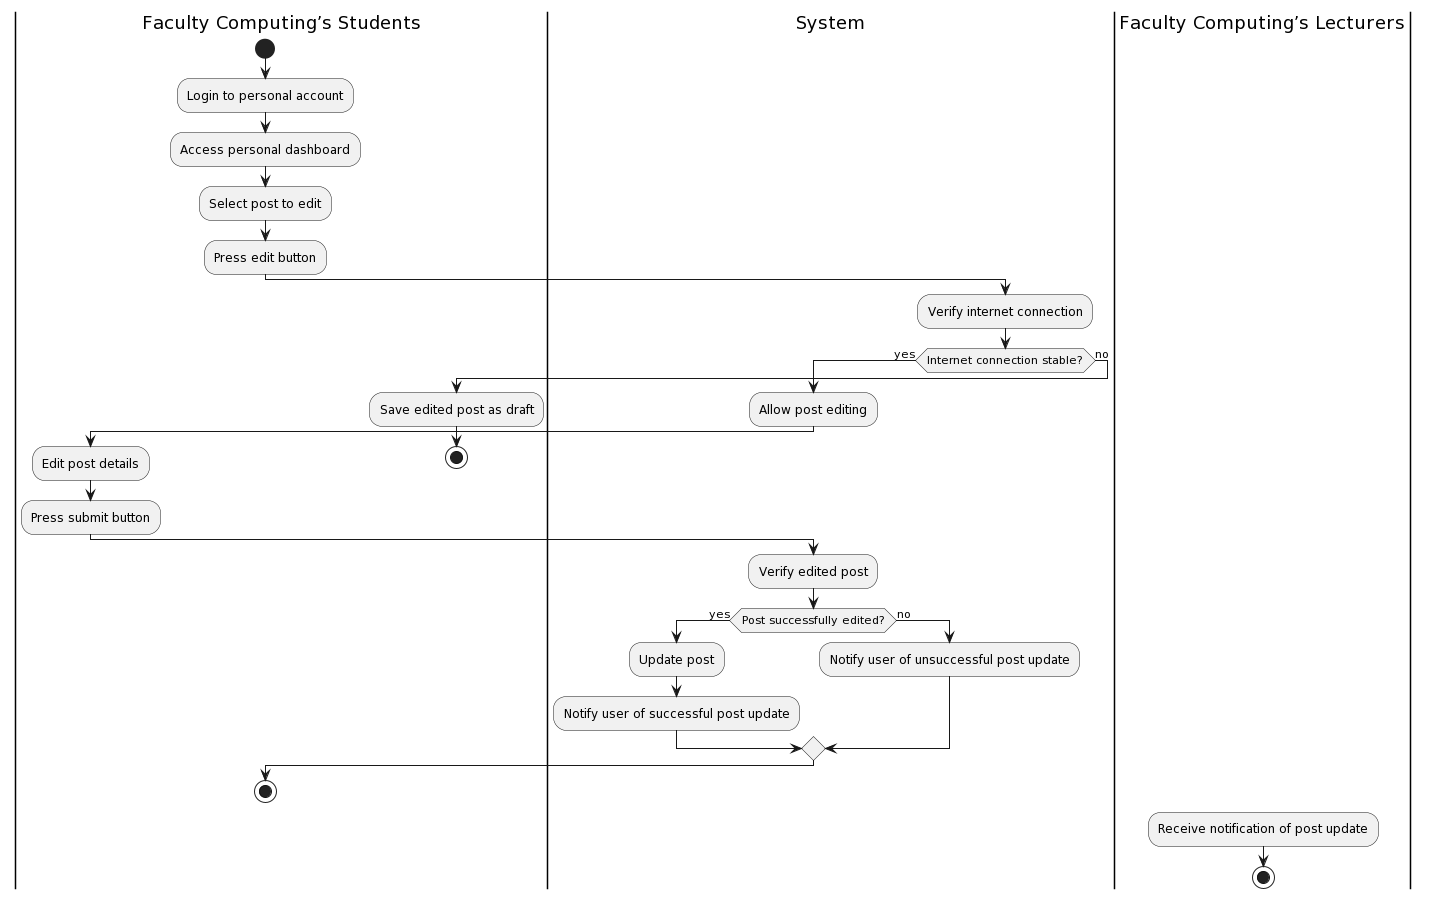 Faculty Computing’s Students
System
Faculty Computing’s Lecturers
Login to personal account
Access personal dashboard
Select post to edit
Press edit button
Verify internet connection
yes
Internet connection stable?
no
Save edited post as draft
Allow post editing
Edit post details
Press submit button
Verify edited post
yes
Post successfully edited?
no
Update post
Notify user of unsuccessful post update
Notify user of successful post update
Receive notification of post update